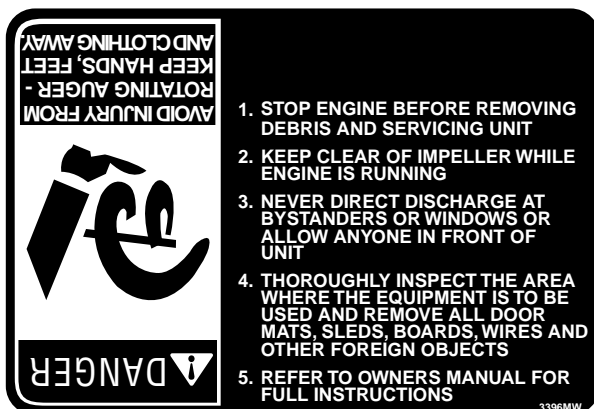 DANGER
AVOID INJURY FROM
ROTATING AUGER -
KEEP HANDS, FEET
AND CLOTHING AWAY.
1. STOP ENGINE BEFORE REMOVING
DEBRIS AND SERVICING UNIT
2. KEEP CLEAR OF IMPELLER WHILE
ENGINE IS RUNNING
3. NEVER DIRECT DISCHARGE AT
BYSTANDERS OR WINDOWS OR
ALLOW ANYONE IN FRONT OF
UNIT
4. THOROUGHLY INSPECT THE AREA
WHERE THE EQUIPMENT IS TO BE
USED AND REMOVE ALL DOOR
MATS, SLEDS, BOARDS, WIRES AND
OTHER FOREIGN OBJECTS
5. REFER TO OWNERS MANUAL FOR
FULL INSTRUCTIONS
3396MW